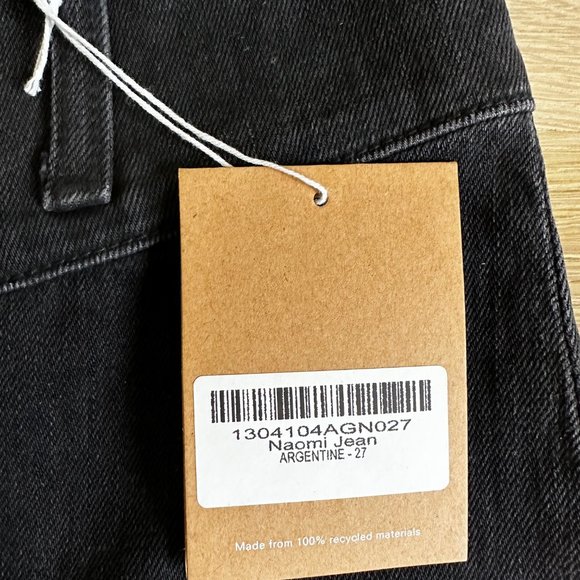 1304104AGN027
Naomi Jean
ARGENTINE - 27
Made from 100% recycled materials